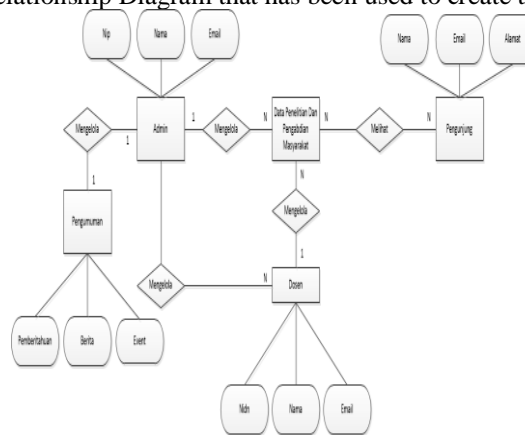 Relationship Diagram that has been used to create t
Nip
Nama
Email
Nama
Email
Alamat
Mengelola
1
Admin
1
Mengelola
N
Data Penelitian Dan
Pengabdian
Masyarakat
N
Melihat
N
Pengunjung
1
N
Pengumuman
Mengelola
1
Mengelola
N
Dosen
Pemberitahuan
Berita
Event
Nidn
Nama
Email